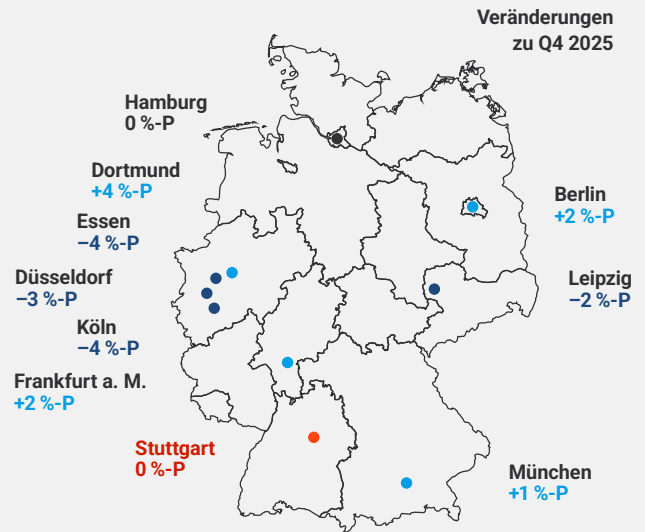 Veränderungen
zu Q4 2025
Hamburg
0 %-P
Dortmund
+4 %-P
Essen
−4 %-P
Düsseldorf
−3 %-P
Köln
−4 %-P
Frankfurt a. M.
+2 %-P
Stuttgart
0 %-P
Berlin
+2 %-P
Leipzig
−2 %-P
München
+1 %-P